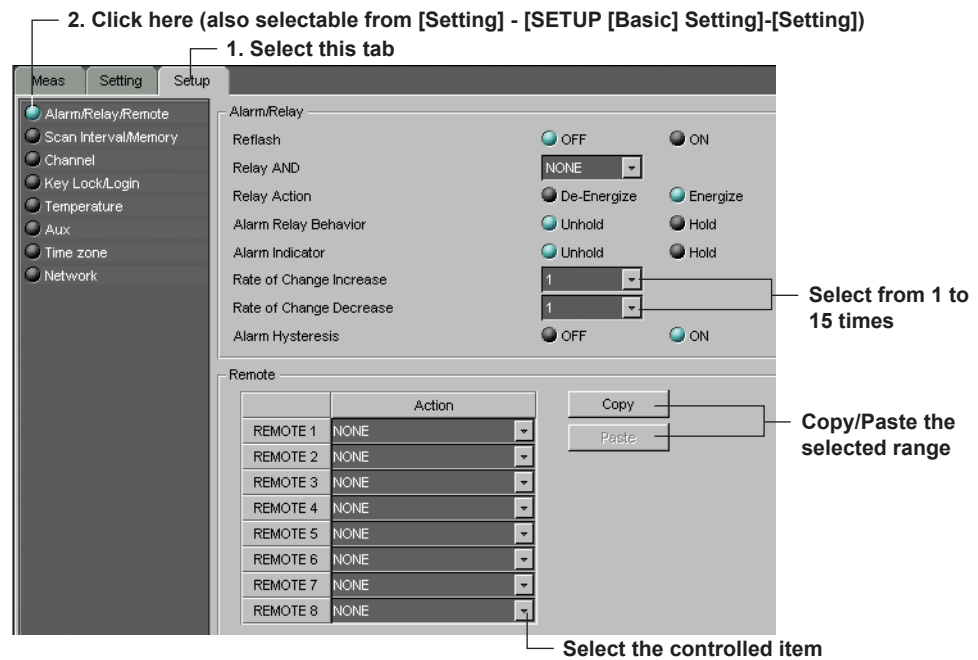 2. Click here (also selectable from [Setting] - [SETUP [Basic] Setting]-[Setting])
1. Select this tab
Meas Setting Setup
Alarm/Relay/Remote
Scan Interval/Memory
Channel
Key Lock/Login
Temperature
Aux
Time zone
Network
Alarm/Relay
Reflash OFF ON
Relay AND NONE
Relay Action De-Energize Energize
Alarm Relay Behavior Unhold Hold
Alarm Indicator Unhold Hold
Rate of Change Increase 1
Rate of Change Decrease 1
Alarm Hysteresis OFF ON
Select from 1 to
15 times
Remote
Action
REMOTE 1 NONE
REMOTE 2 NONE
REMOTE 3 NONE
REMOTE 4 NONE
REMOTE 5 NONE
REMOTE 6 NONE
REMOTE 7 NONE
REMOTE 8 NONE
Copy
Paste
Copy/Paste the
selected range
Select the controlled item